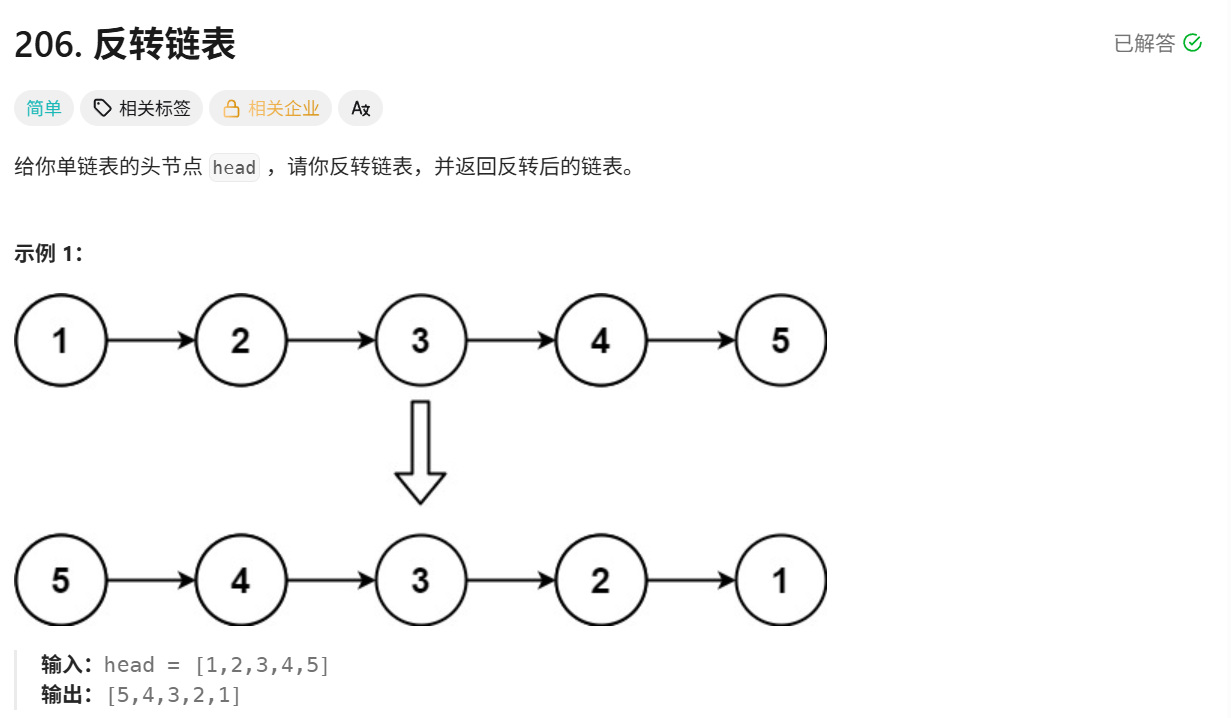 206. 反转链表
已解答
简单 相关标签 相关企业 A文
给你单链表的头节点 head ，请你反转链表，并返回反转后的链表。
示例 1：
1 2 3 4 5
5 4 3 2 1
输入：head = [1,2,3,4,5]
输出：[5,4,3,2,1]